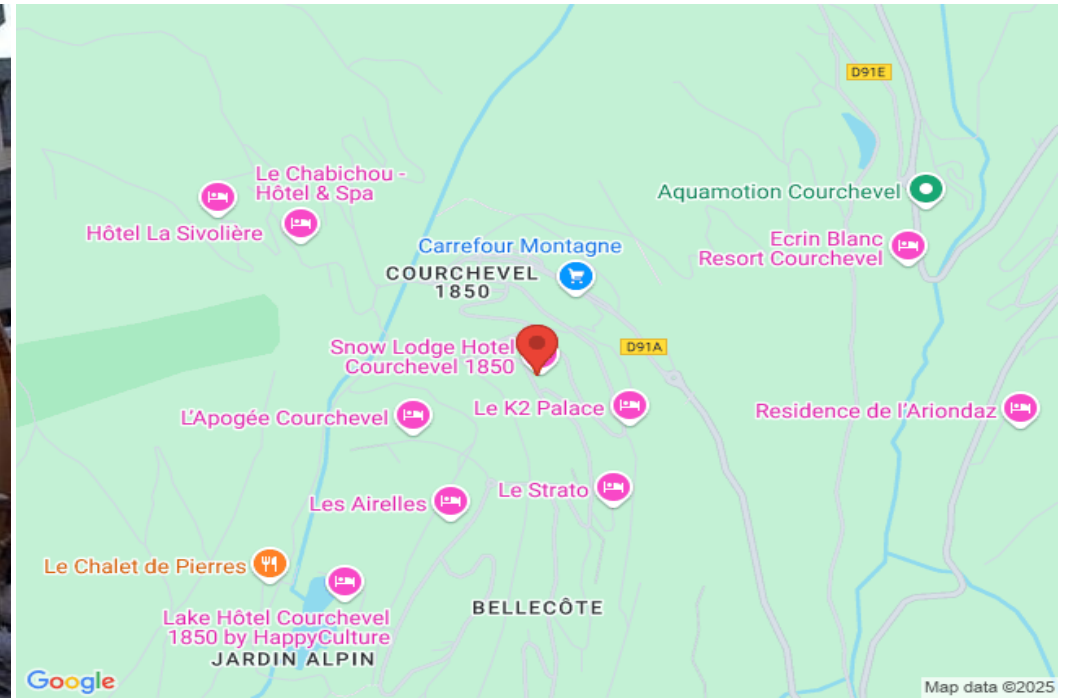 D91E
Le Chabichou -
Hôtel & Spa
Aquamotion Courchevel
Hôtel La Sivolière
Ecrin Blanc
Resort Courchevel
Carrefour Montagne
COURCHEVEL
1850
Snow Lodge Hotel
Courchevel 1850
D91A
L'Apogée Courchevel
Le K2 Palace
Residence de l'Ariondaz
Les Airelles
Le Strato
Le Chalet de Pierres
Lake Hôtel Courchevel
1850 by HappyCulture
BELLECÔTE
JARDIN ALPIN
Google
Map data ©2025